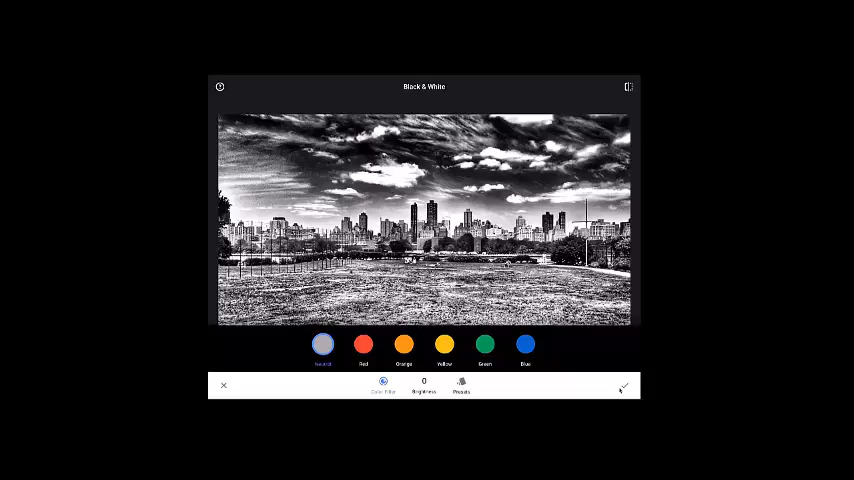 Black & White
Neutral Red Orange Yellow Green Blue
0
Color Filter Brightness Presets